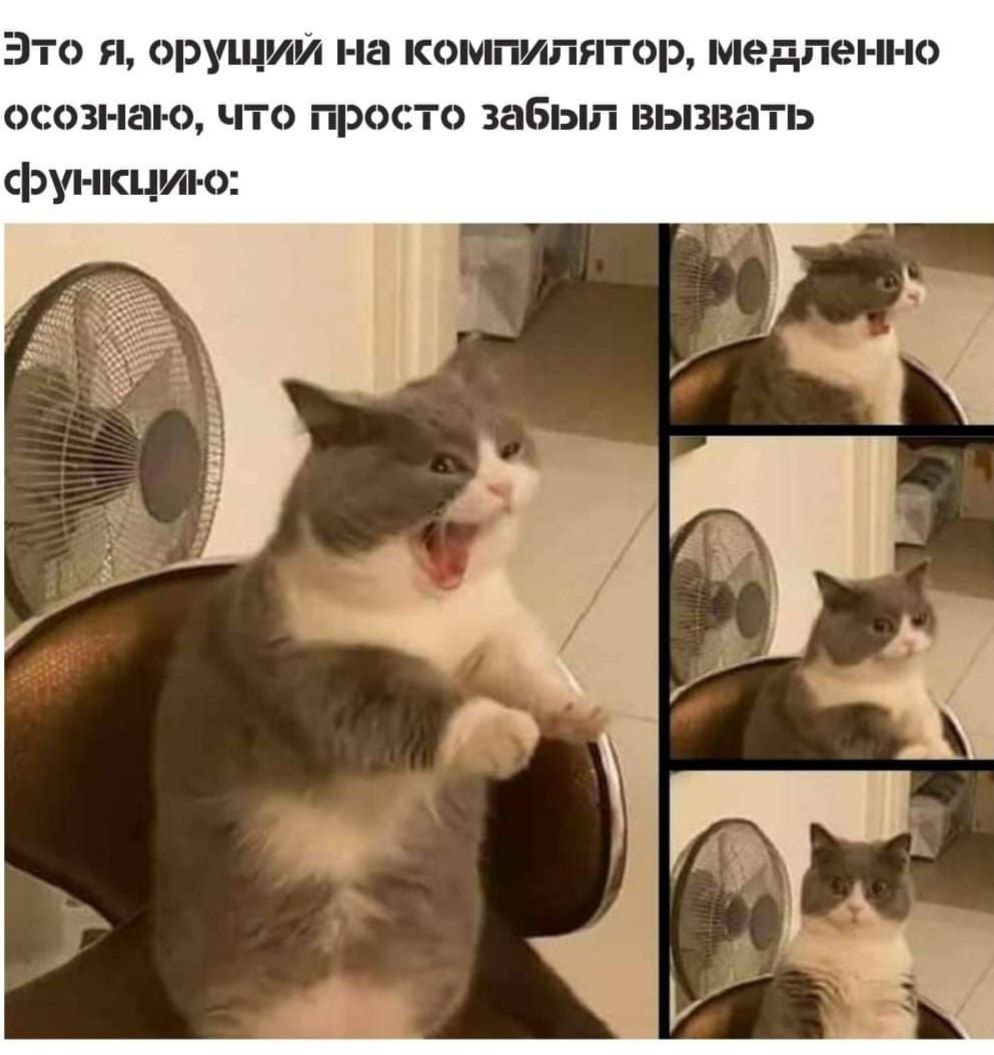 Это я, орущий на компилятор, медленно
осознаю, что просто забыл вызвать
функцию: